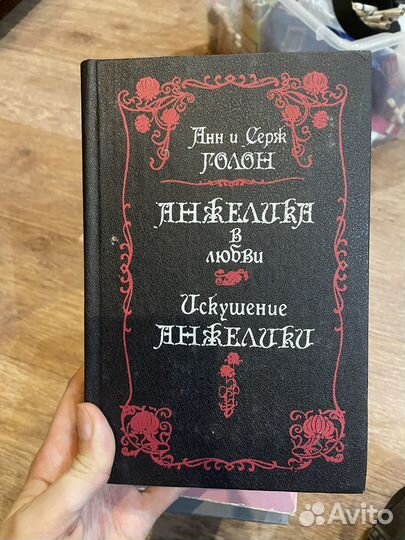 Анн и Серж
ГОЛОН
АНЖЕЛИКА
в
любви
Искушение
АНЖЕЛИКИ
Avito